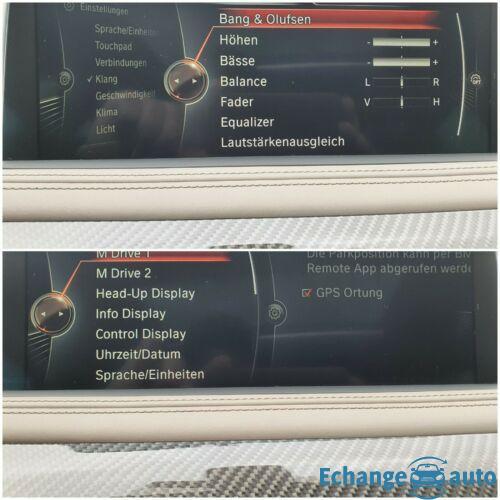 Einstellungen
Sprache/Einheiten
Touchpad
Verbindungen
Klang
Geschwindigkeit
Klima
Licht
Bang & Olufsen
Höhen - +
Bässe - +
Balance L R
Fader V H
Equalizer
Lautstärkenausgleich
OFF
M Drive 1
M Drive 2
Head-Up Display
Info Display
Control Display
Uhrzeit/Datum
Sprache/Einheiten
Die Parkposition kann per
Remote App abgerufen werde
GPS Ortung
Echange auto